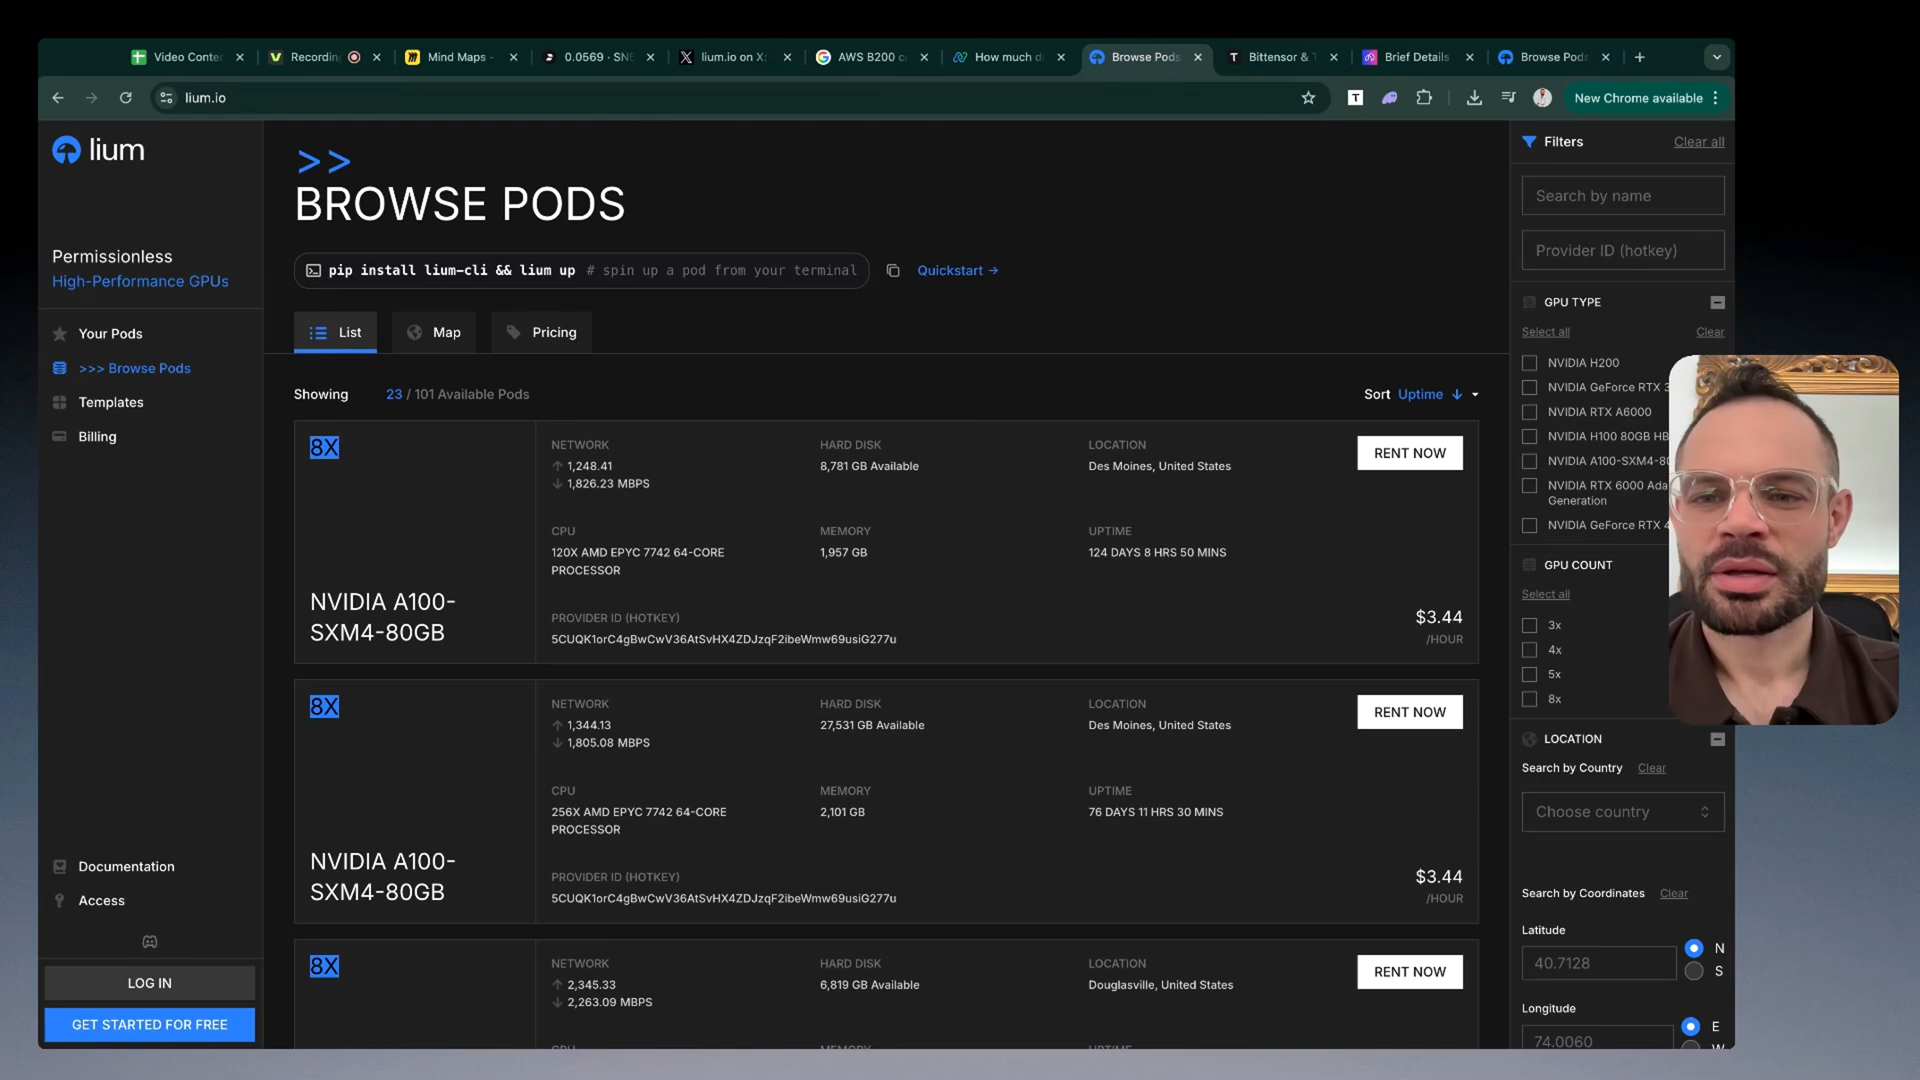 Video Conten
Recording
Mind Maps -
0.0569 · SN5
lium.io on X:
AWS B200 co
How much do
Browse Pods
Bittensor & T
Brief Details
Browse Pods
lium.io
New Chrome available
lium
Permissionless
High-Performance GPUs
Your Pods
>>> Browse Pods
Templates
Billing
Documentation
Access
LOG IN
GET STARTED FOR FREE
>>
BROWSE PODS
pip install lium-cli && lium up # spin up a pod from your terminal
Quickstart →
List
Map
Pricing
Showing 23 / 101 Available Pods
Sort Uptime ↓
8X
NVIDIA A100-
SXM4-80GB
NETWORK
↑ 1,248.41
↓ 1,826.23 MBPS
HARD DISK
8,781 GB Available
LOCATION
Des Moines, United States
RENT NOW
CPU
120X AMD EPYC 7742 64-CORE
PROCESSOR
MEMORY
1,957 GB
UPTIME
124 DAYS 8 HRS 50 MINS
PROVIDER ID (HOTKEY)
5CUQK1orC4gBwCwV36AtSvHX4ZDJzqF2ibeWmw69usiG277u
$3.44
/HOUR
8X
NVIDIA A100-
SXM4-80GB
NETWORK
↑ 1,344.13
↓ 1,805.08 MBPS
HARD DISK
27,531 GB Available
LOCATION
Des Moines, United States
RENT NOW
CPU
256X AMD EPYC 7742 64-CORE
PROCESSOR
MEMORY
2,101 GB
UPTIME
76 DAYS 11 HRS 30 MINS
PROVIDER ID (HOTKEY)
5CUQK1orC4gBwCwV36AtSvHX4ZDJzqF2ibeWmw69usiG277u
$3.44
/HOUR
8X
NETWORK
↑ 2,345.33
↓ 2,263.09 MBPS
HARD DISK
6,819 GB Available
LOCATION
Douglasville, United States
RENT NOW
CPU
MEMORY
UPTIME
Filters
Clear all
Search by name
Provider ID (hotkey)
GPU TYPE
Select all
Clear
NVIDIA H200
NVIDIA GeForce RTX 3
NVIDIA RTX A6000
NVIDIA H100 80GB HB
NVIDIA A100-SXM4-80
NVIDIA RTX 6000 Ada
Generation
NVIDIA GeForce RTX 4
GPU COUNT
Select all
3x
4x
5x
8x
LOCATION
Search by Country
Clear
Choose country
Search by Coordinates
Clear
Latitude
40.7128
N
S
Longitude
74.0060
E
W